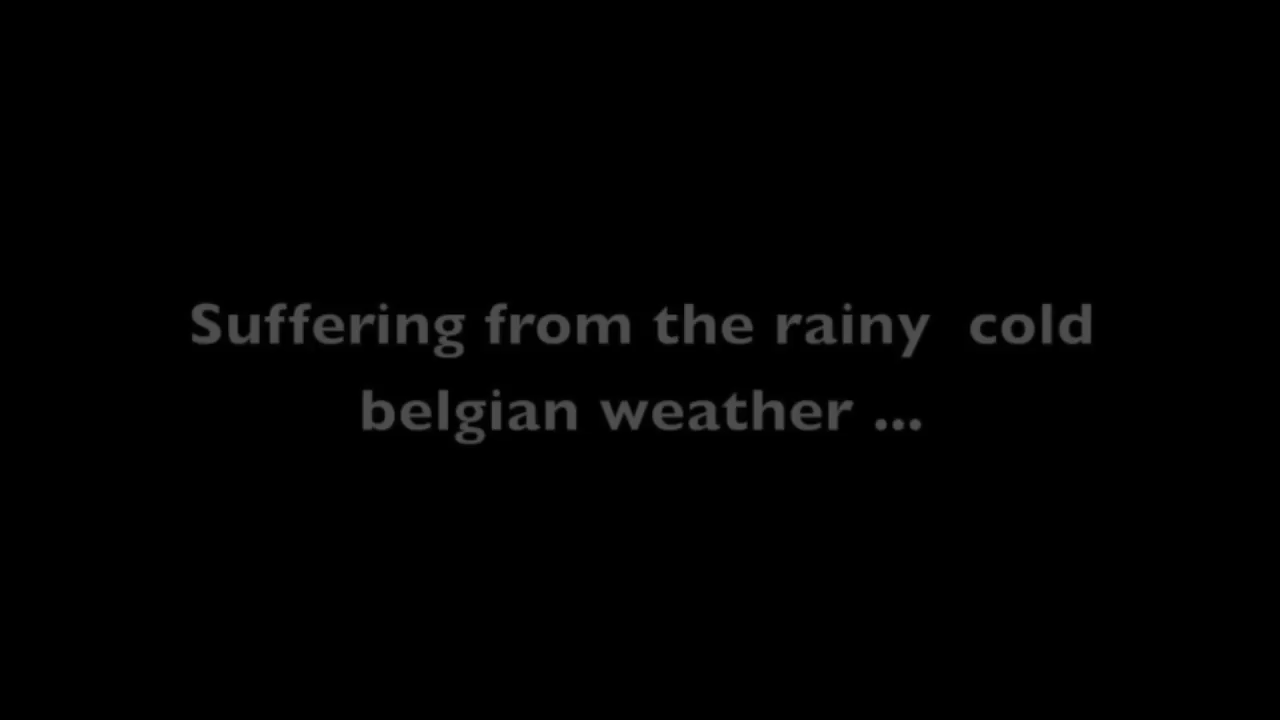 Suffering from the rainy  cold
belgian weather ...